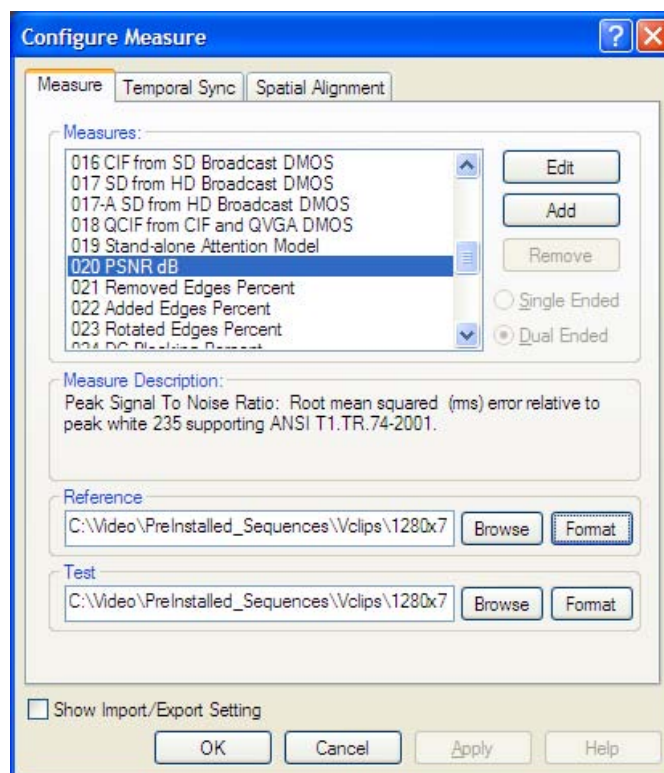 Configure Measure
Measure
Temporal Sync
Spatial Alignment
Measures:
016 CIF from SD Broadcast DMOS
017 SD from HD Broadcast DMOS
017-A SD from HD Broadcast DMOS
018 QCIF from CIF and QVGA DMOS
019 Stand-alone Attention Model
020 PSNR dB
021 Removed Edges Percent
022 Added Edges Percent
023 Rotated Edges Percent
024 DC Blocking Percent
Edit
Add
Remove
Single Ended
Dual Ended
Measure Description:
Peak Signal To Noise Ratio: Root mean squared (rms) error relative to
peak white 235 supporting ANSI T1.TR.74-2001.
Reference
C:\Video\PreInstalled_Sequences\Vclips\1280x7
Browse
Format
Test
C:\Video\PreInstalled_Sequences\Vclips\1280x7
Browse
Format
Show Import/Export Setting
OK
Cancel
Apply
Help